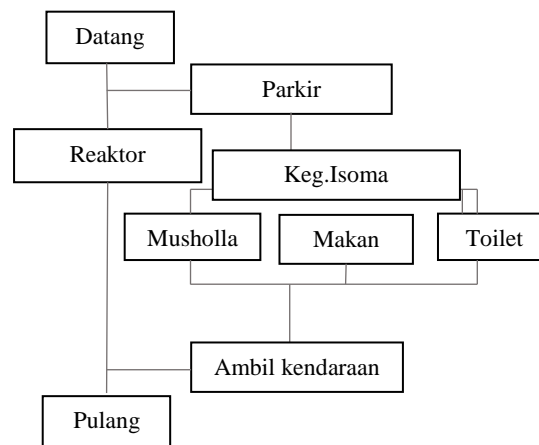 Datang
Parkir
Reaktor
Keg.Isoma
Musholla
Makan
Toilet
Ambil kendaraan
Pulang